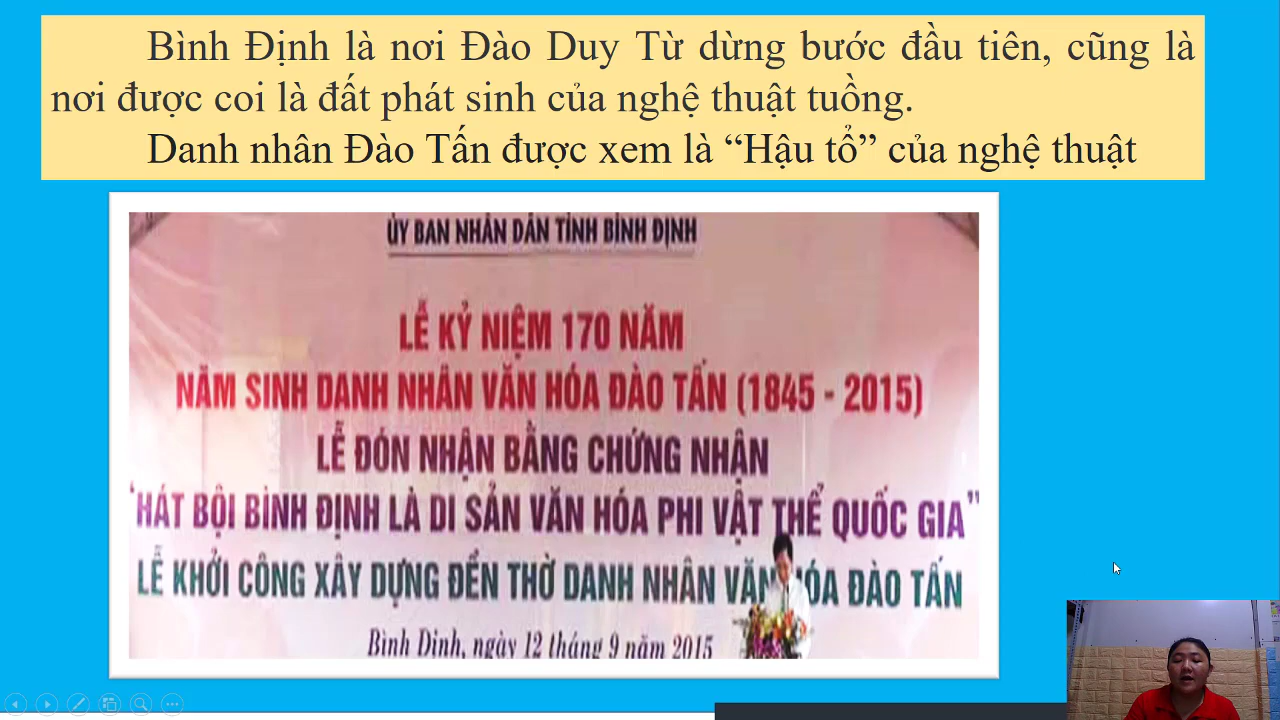 Bình Định là nơi Đào Duy Từ dừng bước đầu tiên, cũng là
nơi được coi là đất phát sinh của nghệ thuật tuồng.
Danh nhân Đào Tấn được xem là “Hậu tổ” của nghệ thuật
ỦY BAN NHÂN DÂN TỈNH BÌNH ĐỊNH
LỄ KỶ NIỆM 170 NĂM
NĂM SINH DANH NHÂN VĂN HÓA ĐÀO TẤN (1845 - 2015)
LỄ ĐÓN NHẬN BẰNG CHỨNG NHẬN
"HÁT BỘI BÌNH ĐỊNH LÀ DI SẢN VĂN HÓA PHI VẬT THỂ QUỐC GIA"
LỄ KHỞI CÔNG XÂY DỰNG ĐỀN THỜ DANH NHÂN VĂN HÓA ĐÀO TẤN
Bình Định, ngày 12 tháng 9 năm 2015